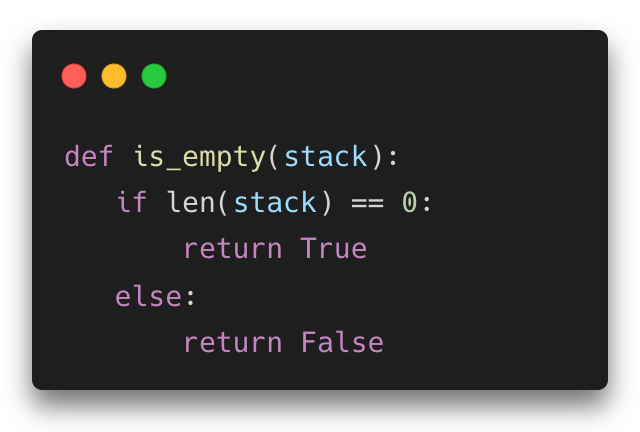 def is_empty(stack):
   if len(stack) == 0:
       return True
   else:
       return False